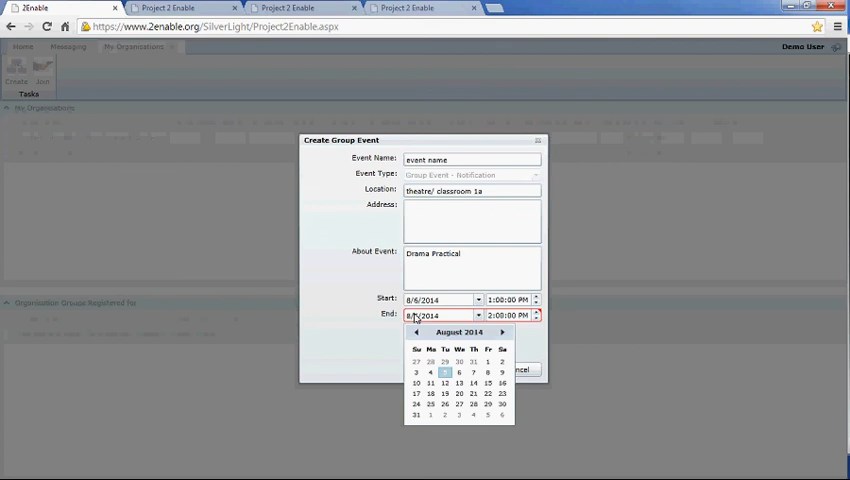 2Enable
Project 2 Enable
Project 2 Enable
Project 2 Enable
https://www.2enable.org/SilverLight/Project2Enable.aspx
Home Messaging My Organisations Demo User
Create Join
Tasks
My Organisations
Organisation Groups Registered for
Create Group Event
Event Name: event name
Event Type: Group Event - Notification
Location: theatre/ classroom 1a
Address:
About Event: Drama Practical
Start: 8/6/2014 1:00:00 PM
End: 2014 2:00:00 PM
August 2014
Su Mo Tu We Th Fr Sa
27 28 29 30 31 1 2
3 4 5 6 7 8 9
10 11 12 13 14 15 16
17 18 19 20 21 22 23
24 25 26 27 28 29 30
31 1 2 3 4 5 6